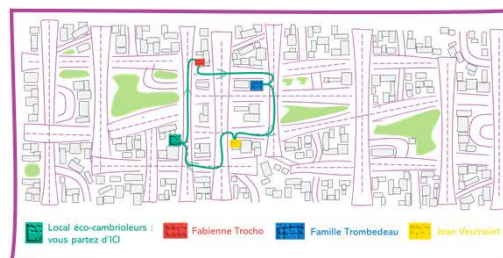 Local éco-cambrioleurs :
vous partez d'ICI
Fabienne Trocho
Famille Trombedeau
Jean Veumoint